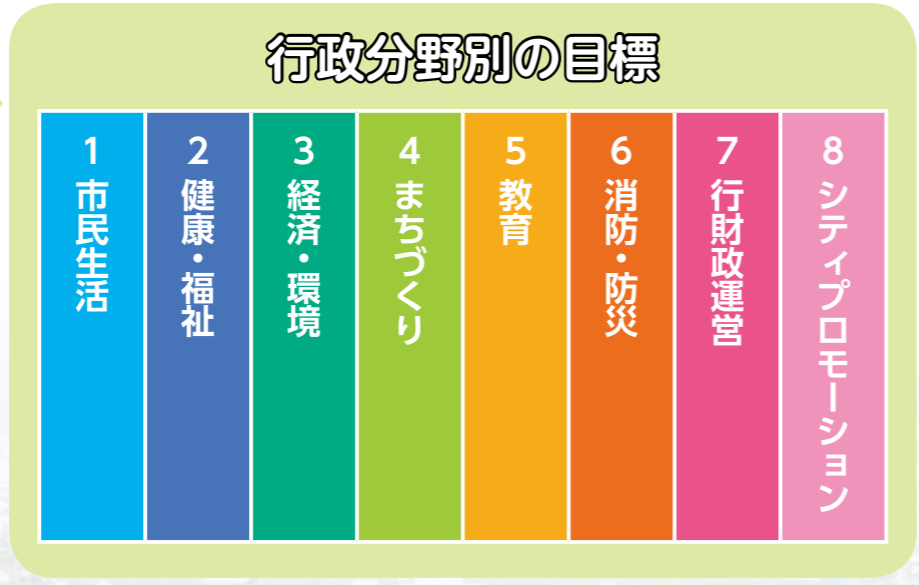 行政分野別の目標
1 市民生活
2 健康・福祉
3 経済・環境
4 まちづくり
5 教育
6 消防・防災
7 行財政運営
8 シティプロモーション